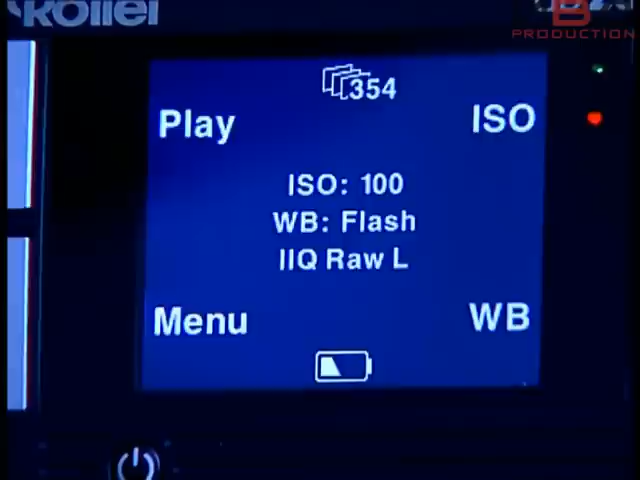 Rollei
B
PRODUCTION
354
Play
ISO
ISO: 100
WB: Flash
IIQ Raw L
Menu
WB